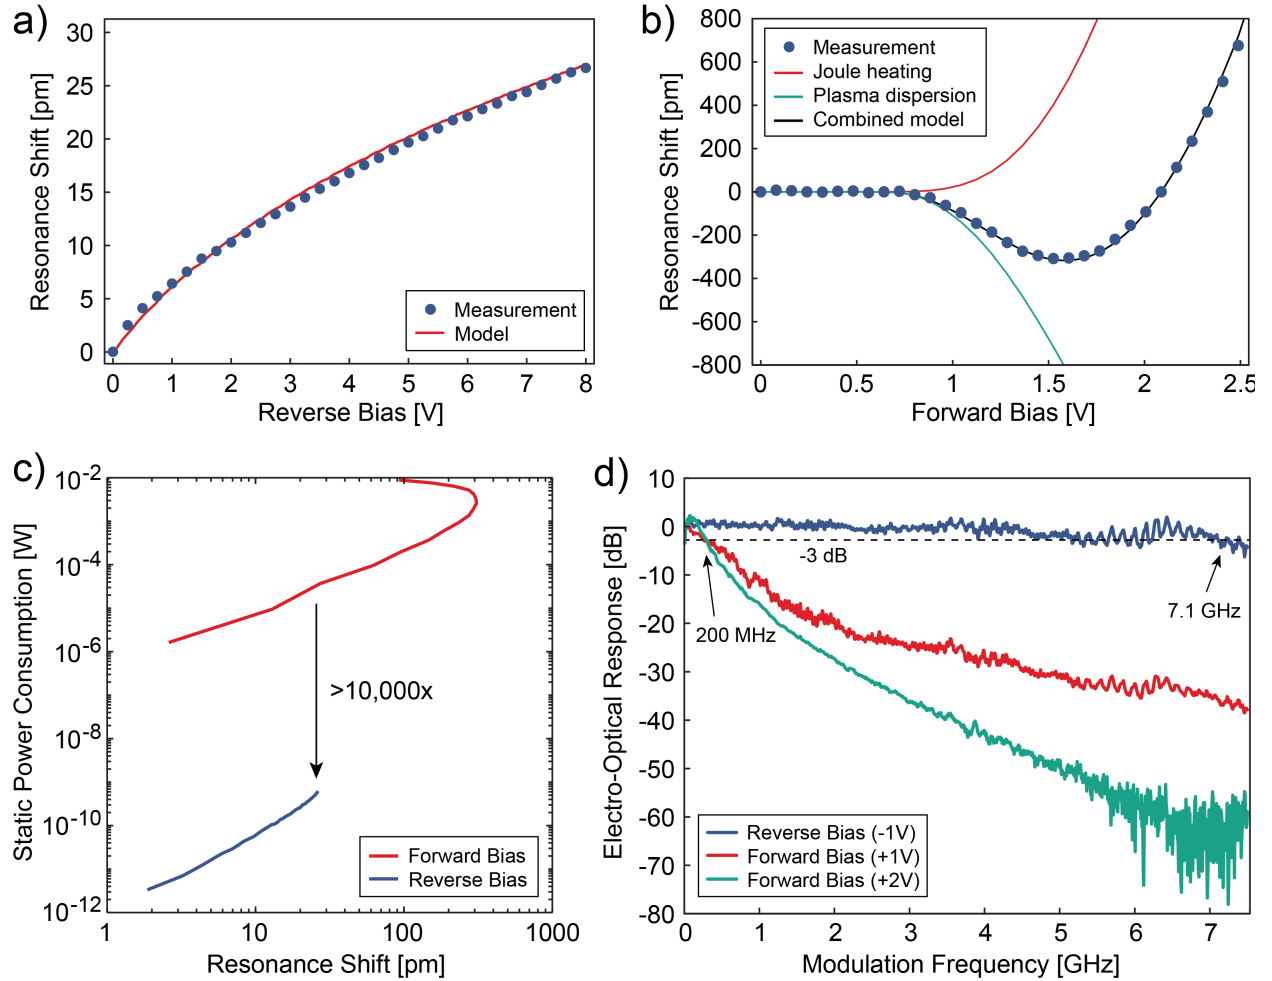 a)
Resonance Shift [pm]
30
25
20
15
10
5
0
Measurement
Model
0 1 2 3 4 5 6 7 8
Reverse Bias [V]
b)
Resonance Shift [pm]
800
600
400
200
0
-200
-400
-600
-800
Measurement
Joule heating
Plasma dispersion
Combined model
0 0.5 1 1.5 2 2.5
Forward Bias [V]
c)
Static Power Consumption [W]
10-2
10-4
10-6
10-8
10-10
10-12
>10,000x
Forward Bias
Reverse Bias
1 10 100 1000
Resonance Shift [pm]
d)
Electro-Optical Response [dB]
10
0
-10
-20
-30
-40
-50
-60
-70
-80
-3 dB
200 MHz
7.1 GHz
Reverse Bias (-1V)
Forward Bias (+1V)
Forward Bias (+2V)
0 1 2 3 4 5 6 7
Modulation Frequency [GHz]